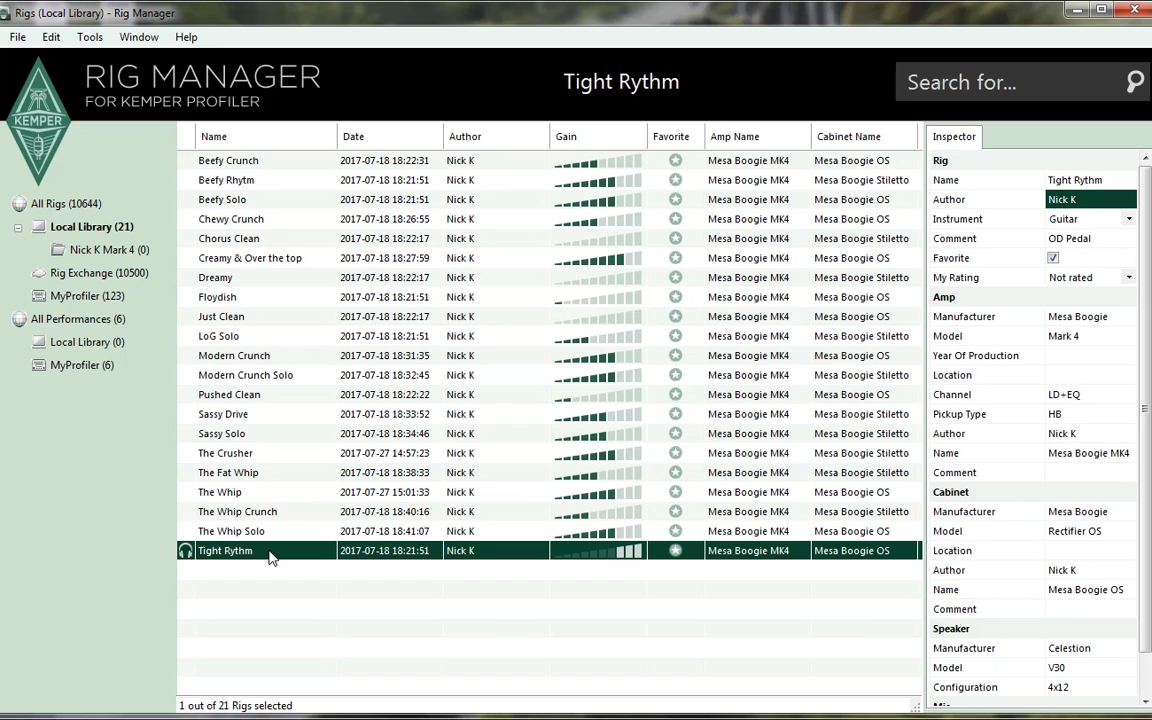 Rigs (Local Library) - Rig Manager
File Edit Tools Window Help
KEMPER
RIG MANAGER
FOR KEMPER PROFILER
Tight Rythm
Search for...
All Rigs (10644)
Local Library (21)
Nick K Mark 4 (0)
Rig Exchange (10500)
MyProfiler (123)
All Performances (6)
Local Library (0)
MyProfiler (6)
Name Date Author Gain Favorite Amp Name Cabinet Name
Beefy Crunch 2017-07-18 18:22:31 Nick K Mesa Boogie MK4 Mesa Boogie OS
Beefy Rhytm 2017-07-18 18:21:51 Nick K Mesa Boogie MK4 Mesa Boogie Stiletto
Beefy Solo 2017-07-18 18:21:51 Nick K Mesa Boogie MK4 Mesa Boogie OS
Chewy Crunch 2017-07-18 18:26:55 Nick K Mesa Boogie MK4 Mesa Boogie Stiletto
Chorus Clean 2017-07-18 18:22:17 Nick K Mesa Boogie MK4 Mesa Boogie Stiletto
Creamy & Over the top 2017-07-18 18:27:59 Nick K Mesa Boogie MK4 Mesa Boogie OS
Dreamy 2017-07-18 18:22:17 Nick K Mesa Boogie MK4 Mesa Boogie Stiletto
Floydish 2017-07-18 18:21:51 Nick K Mesa Boogie MK4 Mesa Boogie OS
Just Clean 2017-07-18 18:22:17 Nick K Mesa Boogie MK4 Mesa Boogie OS
LoG Solo 2017-07-18 18:21:51 Nick K Mesa Boogie MK4 Mesa Boogie Stiletto
Modern Crunch 2017-07-18 18:31:35 Nick K Mesa Boogie MK4 Mesa Boogie OS
Modern Crunch Solo 2017-07-18 18:32:45 Nick K Mesa Boogie MK4 Mesa Boogie Stiletto
Pushed Clean 2017-07-18 18:22:22 Nick K Mesa Boogie MK4 Mesa Boogie OS
Sassy Drive 2017-07-18 18:33:52 Nick K Mesa Boogie MK4 Mesa Boogie Stiletto
Sassy Solo 2017-07-18 18:34:46 Nick K Mesa Boogie MK4 Mesa Boogie Stiletto
The Crusher 2017-07-27 14:57:23 Nick K Mesa Boogie MK4 Mesa Boogie Stiletto
The Fat Whip 2017-07-18 18:38:33 Nick K Mesa Boogie MK4 Mesa Boogie Stiletto
The Whip 2017-07-27 15:01:33 Nick K Mesa Boogie MK4 Mesa Boogie OS
The Whip Crunch 2017-07-18 18:40:16 Nick K Mesa Boogie MK4 Mesa Boogie Stiletto
The Whip Solo 2017-07-18 18:41:07 Nick K Mesa Boogie MK4 Mesa Boogie OS
Tight Rythm 2017-07-18 18:21:51 Nick K Mesa Boogie MK4 Mesa Boogie OS
1 out of 21 Rigs selected
Inspector
Rig
Name Tight Rythm
Author Nick K
Instrument Guitar
Comment OD Pedal
Favorite
My Rating Not rated
Amp
Manufacturer Mesa Boogie
Model Mark 4
Year Of Production
Location
Channel LD+EQ
Pickup Type HB
Author Nick K
Name Mesa Boogie MK4
Comment
Cabinet
Manufacturer Mesa Boogie
Model Rectifier OS
Location
Author Nick K
Name Mesa Boogie OS
Comment
Speaker
Manufacturer Celestion
Model V30
Configuration 4x12